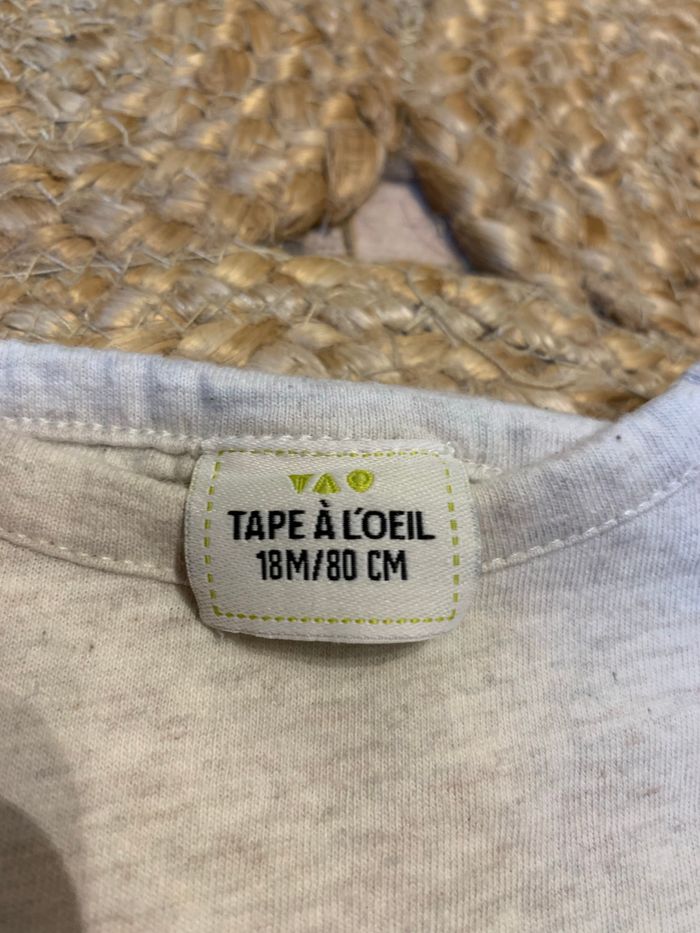 TAPE À L'OEIL
18M/80 CM